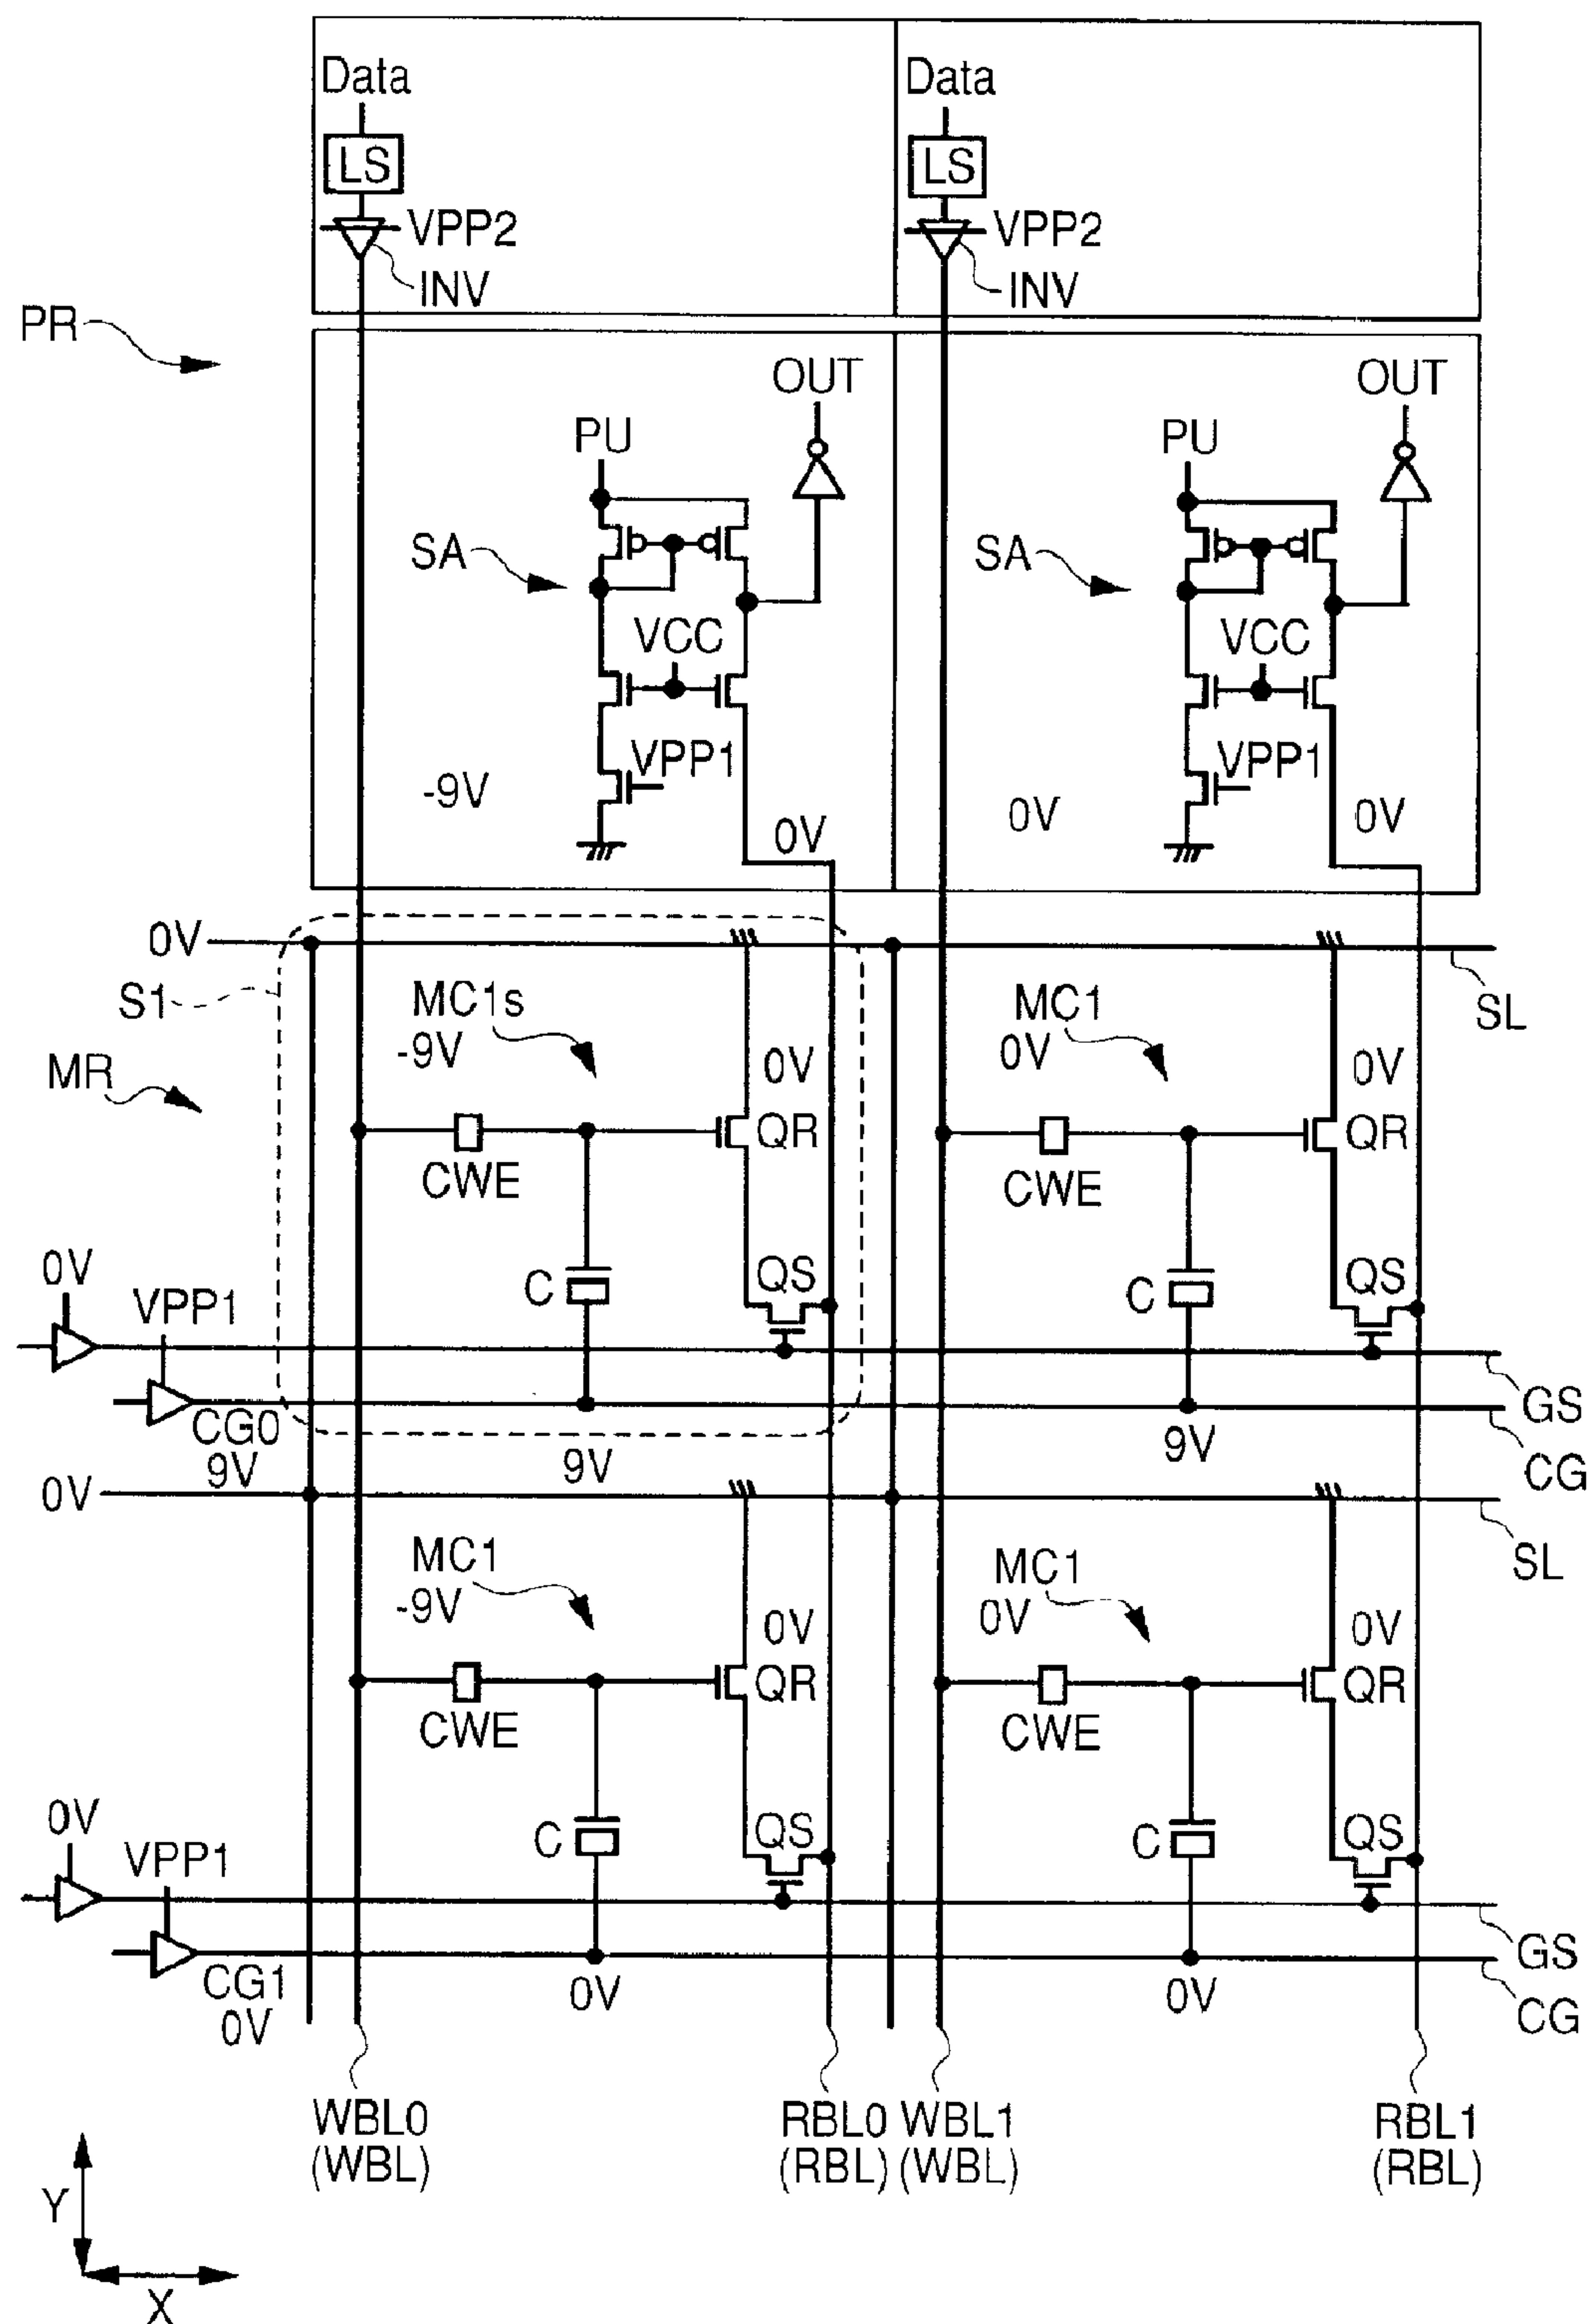 Data Data
LS LS
VPP2 VPP2
INV INV
PR
OUT OUT
PU PU
SA SA
VCC VCC
VPP1 VPP1
-9V 0V 0V 0V
0V
S1 SL
MC1s MC1
-9V 0V
MR 0V 0V
QR QR
CWE CWE
0V QS QS
C C
VPP1
GS
CG0 CG
9V 9V 9V
0V
SL
MC1 MC1
-9V 0V
0V 0V
QR QR
CWE CWE
0V QS QS
C C
VPP1
GS
CG1 CG
0V 0V 0V
WBL0 RBL0 WBL1 RBL1
(WBL) (RBL) (WBL) (RBL)
Y
X